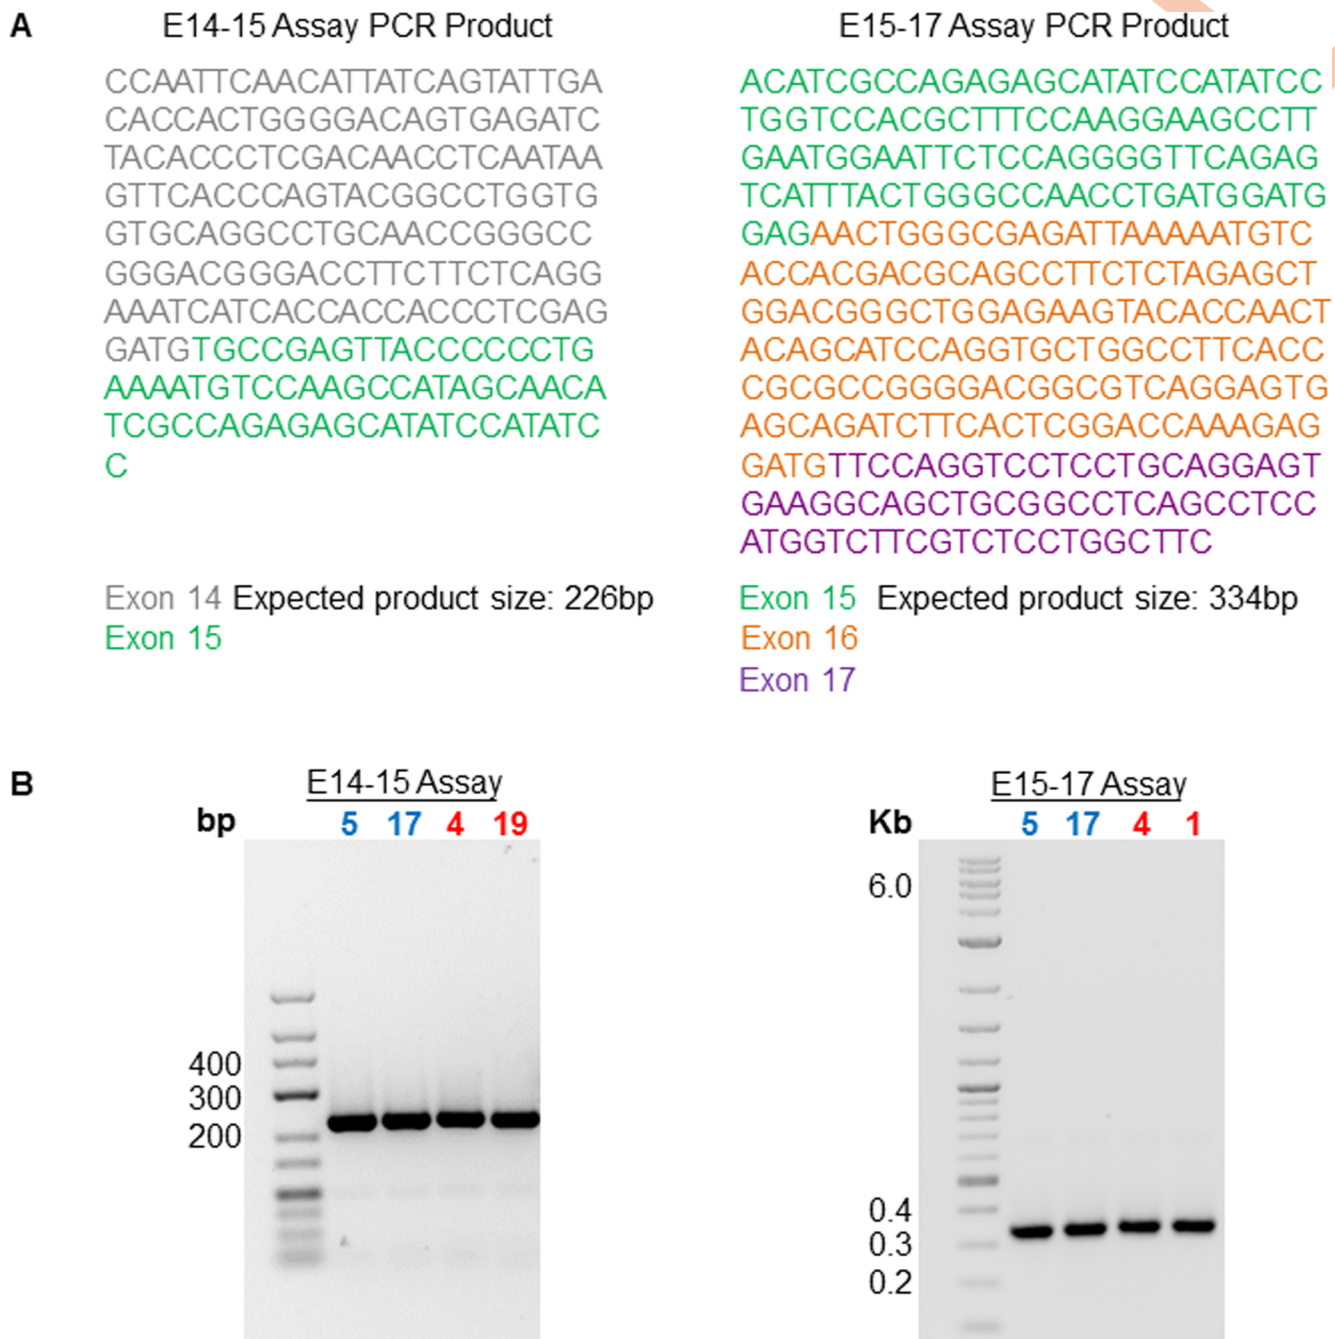 A
E14-15 Assay PCR Product
CCAATTCAACATTATCAGTATTGA
CACCACTGGGGACAGTGAGATC
TACACCCTCGACAACCTCAATAA
GTTCACCCAGTACGGCCTGGTG
GTGCAGGCCTGCAACCGGGCC
GGGACGGGACCTTCTTCTCAGG
AAATCATCACCACCACCCTCGAG
GATGTGCCGAGTTACCCCCCTG
AAAATGTCCAAGCCATAGCAACA
TCGCCAGAGAGCATATCCATATC
C
Exon 14 Expected product size: 226bp
Exon 15
E15-17 Assay PCR Product
ACATCGCCAGAGAGCATATCCATATCC
TGGTCCACGCTTTCCAAGGAAGCCTT
GAATGGAATTCTCCAGGGGTTCAGAG
TCATTTACTGGGCCAACCTGATGGATG
GAGAACTGGGCGAGATTAAAAATGTC
ACCACGACGCAGCCTTCTCTAGAGCT
GGACGGGCTGGAGAAGTACACCAACT
ACAGCATCCAGGTGCTGGCCTTCACC
CGCGCCGGGGACGGCGTCAGGAGTG
AGCAGATCTTCACTCGGACCAAAGAG
GATGTTCCAGGTCCTCCTGCAGGAGT
GAAGGCAGCTGCGGCCTCAGCCTCC
ATGGTCTTCGTCTCCTGGCTTC
Exon 15 Expected product size: 334bp
Exon 16
Exon 17
B
E14-15 Assay
bp 5 17 4 19
400
300
200
E15-17 Assay
Kb 5 17 4 1
6.0
0.4
0.3
0.2